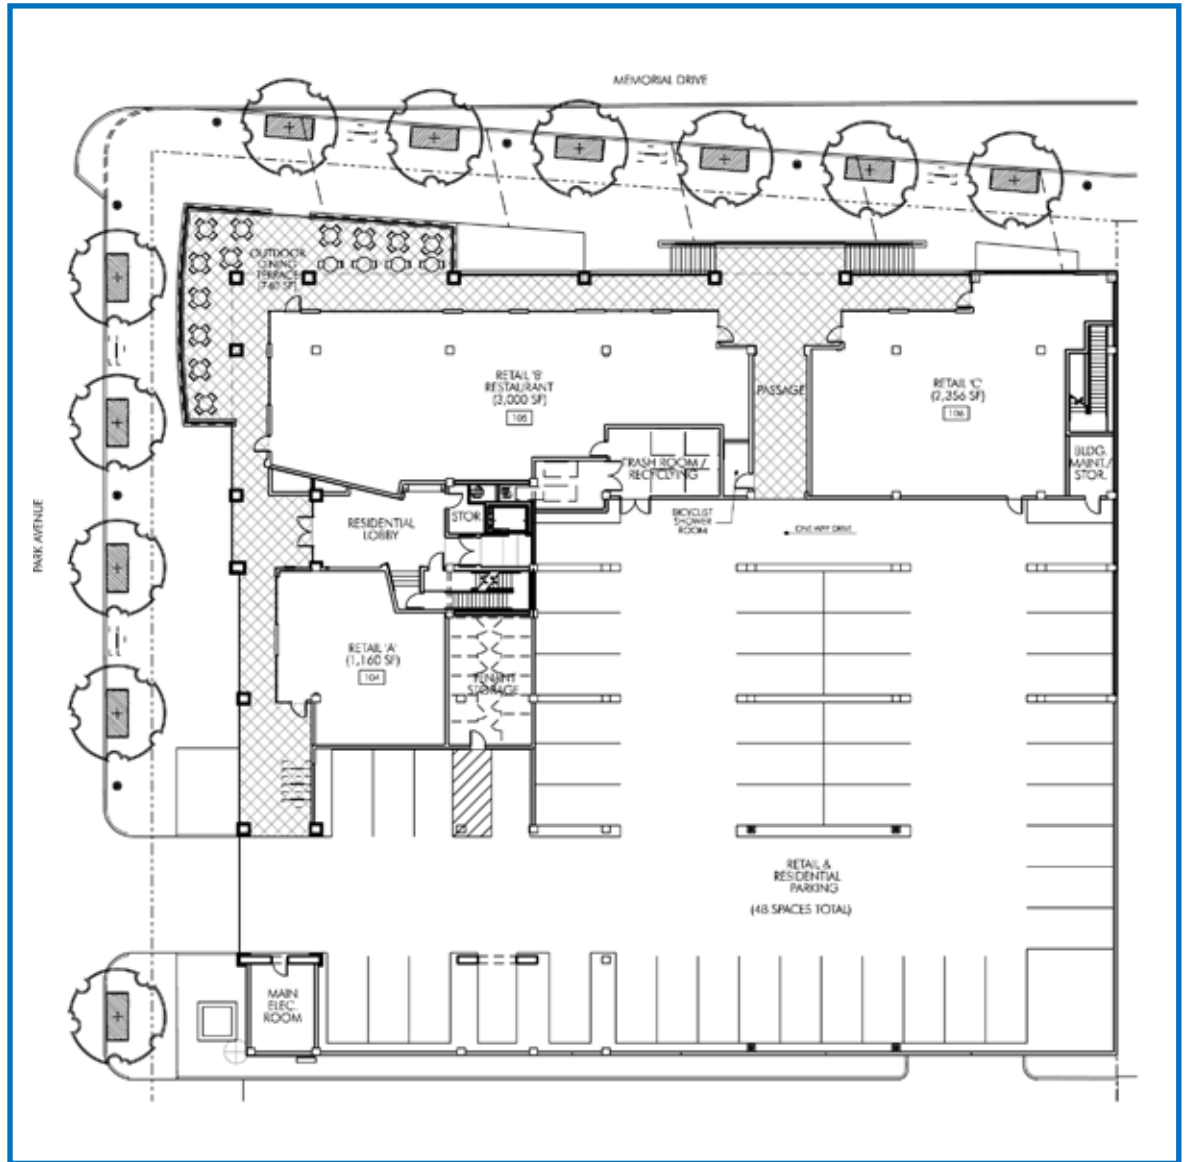 MEMORIAL DRIVE
OUTDOOR
DINING
TERRACE
(740 SF)
RETAIL 'B'
RESTAURANT
(3,000 SF)
105
PASSAGE
RETAIL 'C'
(2,356 SF)
106
BLDG.
MAINT./
STOR.
TRASH ROOM /
RECYCLYING
BICYCLIST
SHOWER
ROOM
ONE WAY DRIVE
STOR
RESIDENTIAL
LOBBY
PARK AVENUE
RETAIL 'A'
(1,160 SF)
104
TENANT
STORAGE
RETAIL &
RESIDENTIAL
PARKING
(48 SPACES TOTAL)
MAIN
ELEC.
ROOM